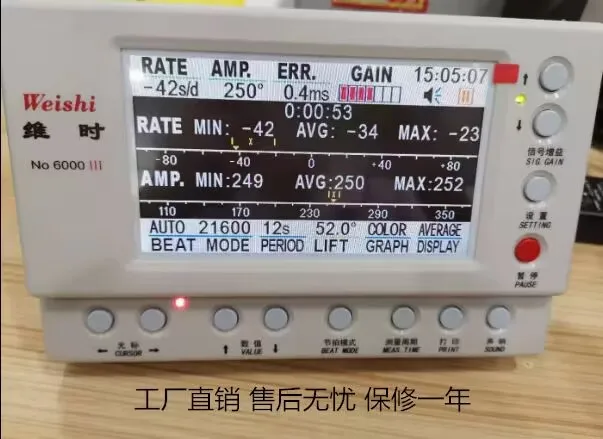 RATE AMP. ERR. GAIN 15:05:07
-42s/d 250° 0.4ms
0:00:53
RATE MIN: -42 AVG: -34 MAX: -23
-80 -40 0 +40 +80
AMP. MIN:249 AVG:250 MAX:252
110 170 230 290 350
AUTO 21600 12s 52.0° COLOR AVERAGE
BEAT MODE PERIOD LIFT GRAPH DISPLAY
Weishi
维时
No 6000 III
信号增益
SIG.GAIN
设置
SETTING
暂停
PAUSE
光标
CURSOR
数值
VALUE
节拍模式
BEAT MODE
测量周期
MEAS.TIME
打印
PRINT
声响
SOUND
工厂直销 售后无忧 保修一年